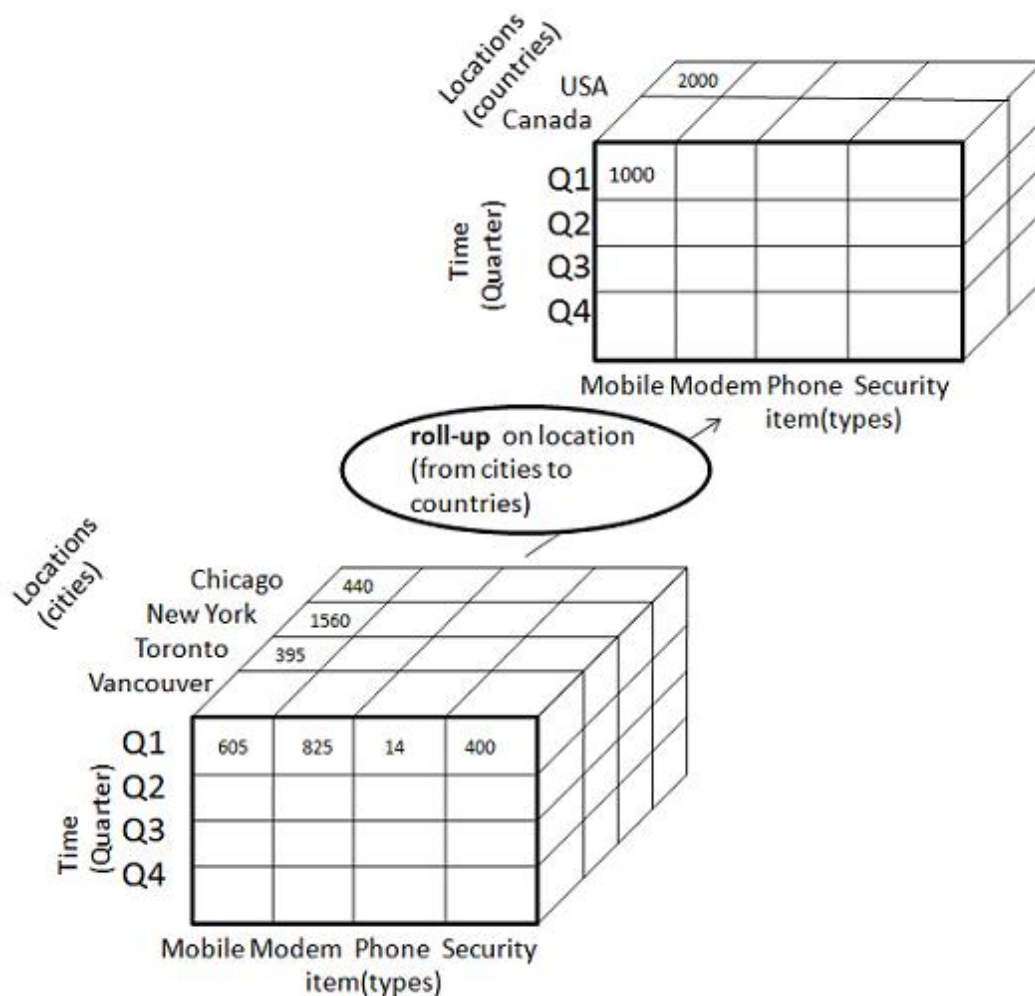 Locations
(countries)
USA
Canada
2000
Time
(Quarter)
Q1
Q2
Q3
Q4
1000
Mobile Modem Phone Security
item(types)
roll-up on location
(from cities to
countries)
Locations
(cities)
Chicago
New York
Toronto
Vancouver
440
1560
395
Time
(Quarter)
Q1
Q2
Q3
Q4
605 825 14 400
Mobile Modem Phone Security
item(types)